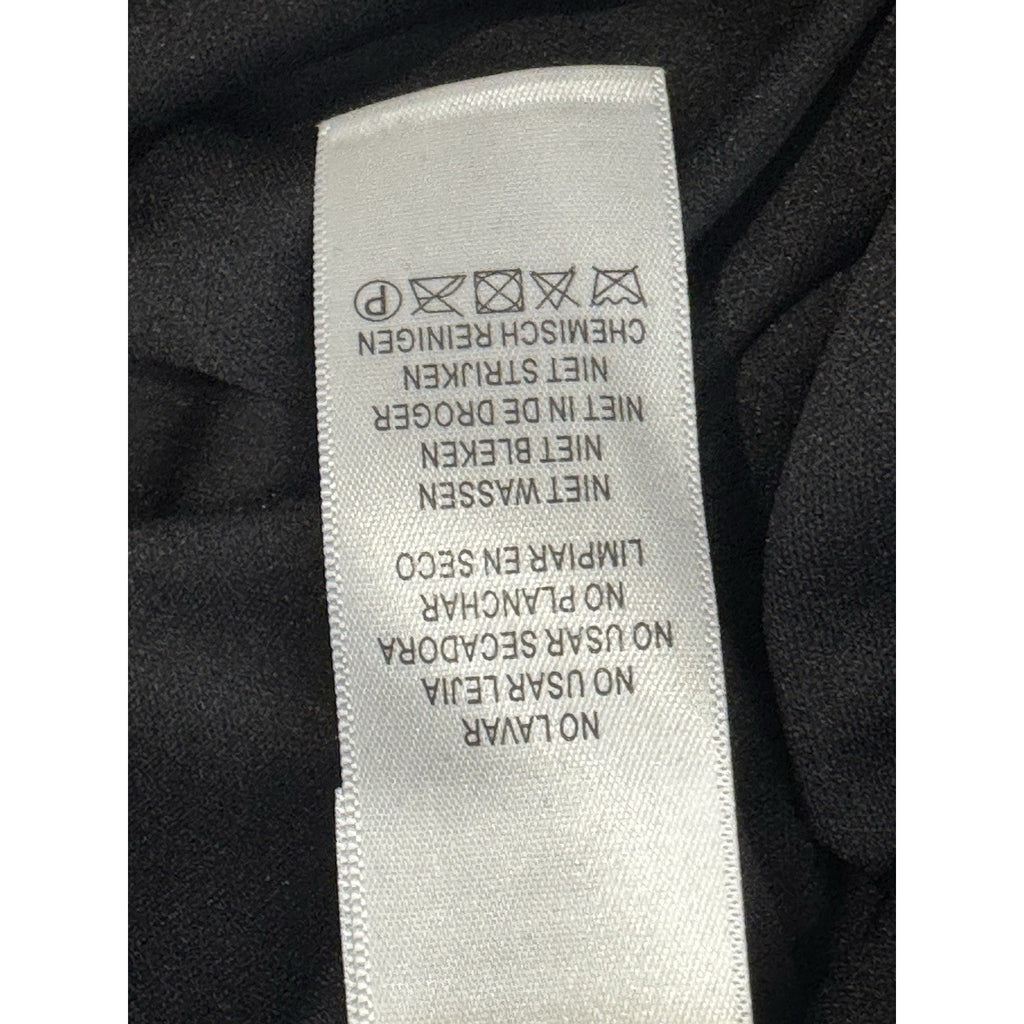 NO LAVAR
NO USAR LEJIA
NO USAR SECADORA
NO PLANCHAR
LIMPIAR EN SECO
NIET WASSEN
NIET BLEKEN
NIET IN DE DROGER
NIET STRIJKEN
CHEMISCH REINIGEN
P